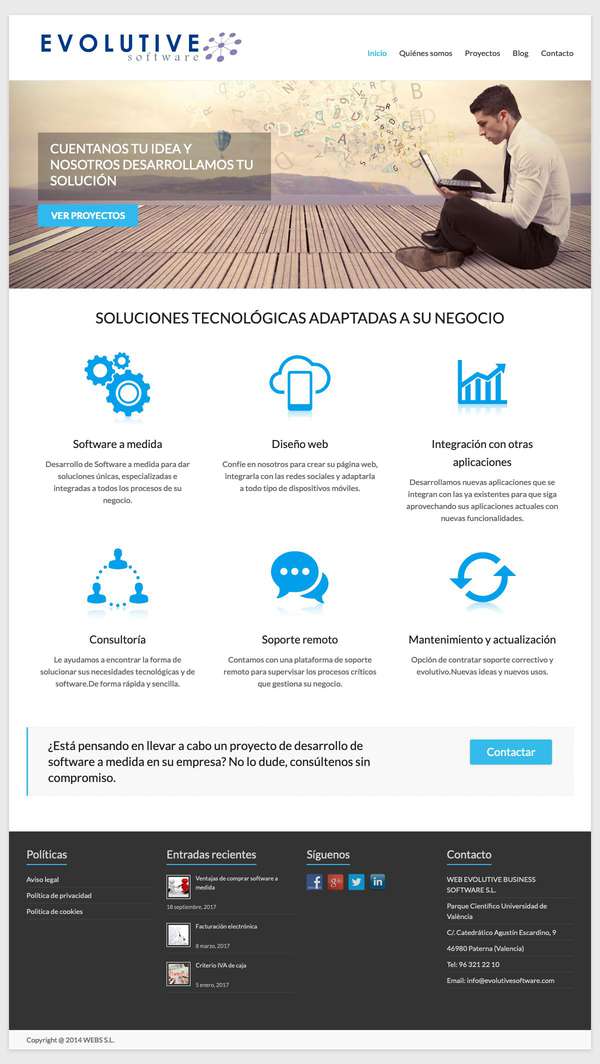 EVOLUTIVE
software
Inicio
Quiénes somos
Proyectos
Blog
Contacto
CUENTANOS TU IDEA Y
NOSOTROS DESARROLLAMOS TU
SOLUCIÓN
VER PROYECTOS
SOLUCIONES TECNOLÓGICAS ADAPTADAS A SU NEGOCIO
Software a medida
Desarrollo de Software a medida para dar
soluciones únicas, especializadas e
integradas a todos los procesos de su
negocio.
Diseño web
Confíe en nosotros para crear su página web,
integrarla con las redes sociales y adaptarla
a todo tipo de dispositivos móviles.
Integración con otras
aplicaciones
Desarrollamos nuevas aplicaciones que se
integran con las ya existentes para que siga
aprovechando sus aplicaciones actuales con
nuevas funcionalidades.
Consultoría
Le ayudamos a encontrar la forma de
solucionar sus necesidades tecnológicas y de
software.De forma rápida y sencilla.
Soporte remoto
Contamos con una plataforma de soporte
remoto para supervisar los procesos críticos
que gestiona su negocio.
Mantenimiento y actualización
Opción de contratar soporte correctivo y
evolutivo.Nuevas ideas y nuevos usos.
¿Está pensando en llevar a cabo un proyecto de desarrollo de
software a medida en su empresa? No lo dude, consúltenos sin
compromiso.
Contactar
Políticas
Aviso legal
Política de privacidad
Politica de cookies
Entradas recientes
Ventajas de comprar software a
medida
18 septiembre, 2017
Facturación electrónica
8 marzo, 2017
Criterio IVA de caja
5 enero, 2017
Síguenos
Contacto
WEB EVOLUTIVE BUSINESS
SOFTWARE S.L.
Parque Científico Universidad de
València
C/. Catedrático Agustín Escardino, 9
46980 Paterna (Valencia)
Tel: 96 321 22 10
Email: info@evolutivesoftware.com
Copyright @ 2014 WEBS S.L.